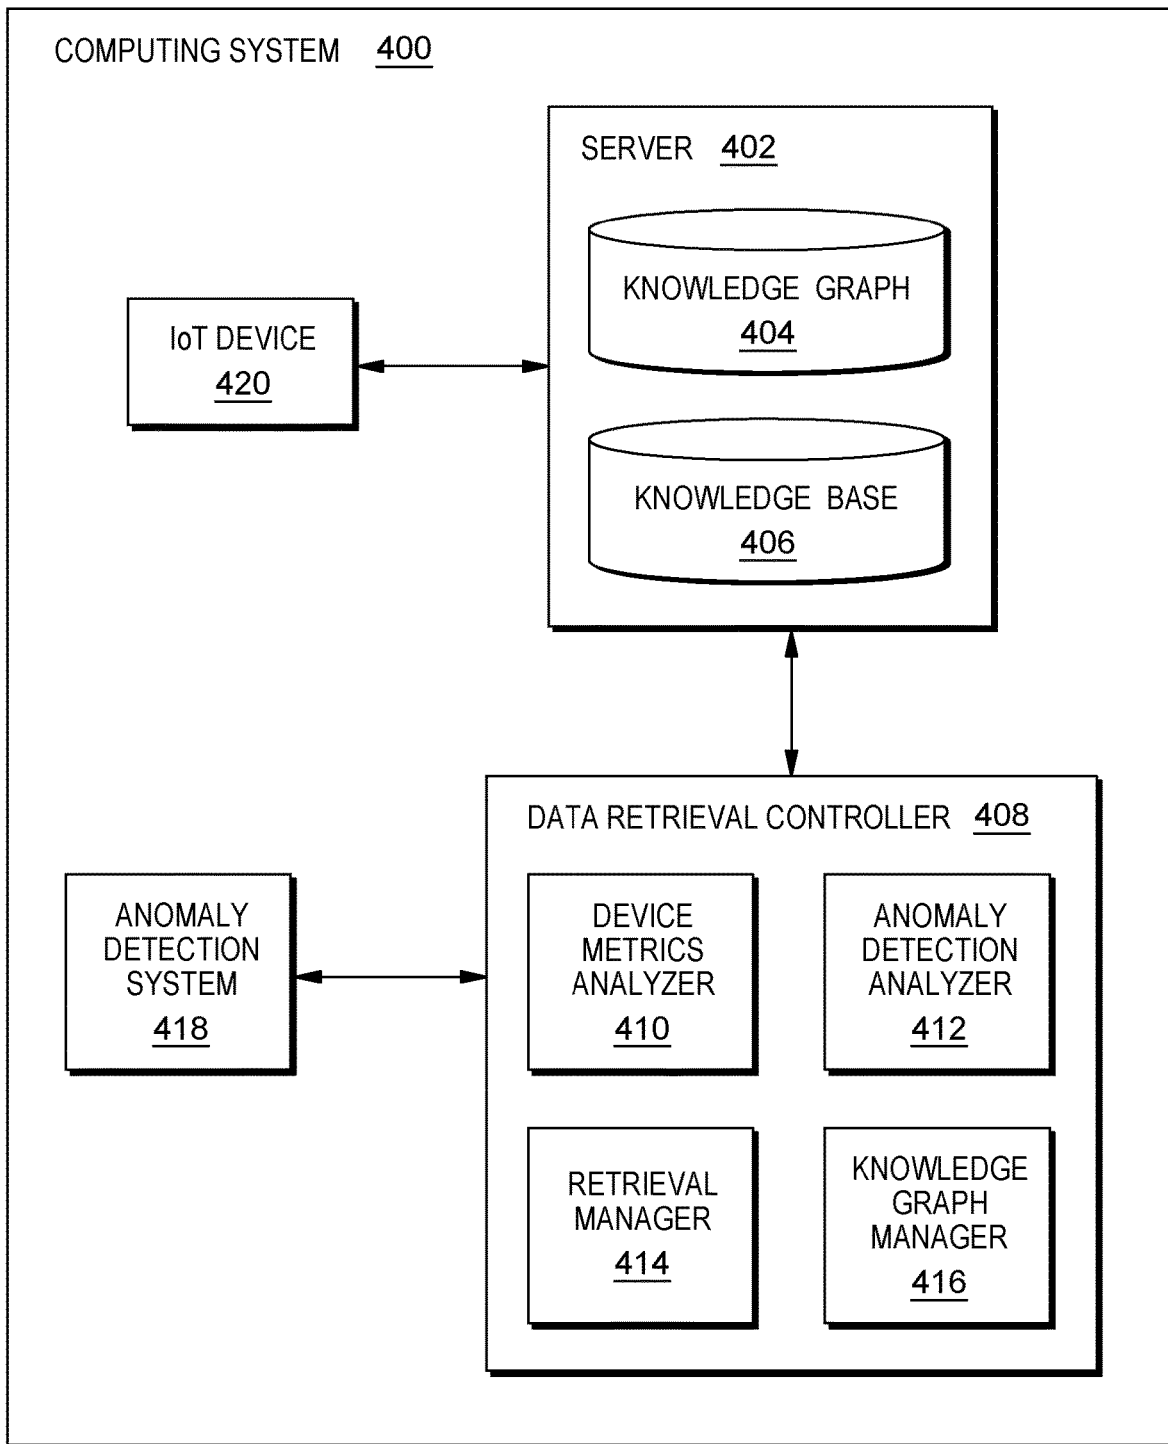 COMPUTING SYSTEM 400
SERVER 402
KNOWLEDGE GRAPH
404
IoT DEVICE
420
KNOWLEDGE BASE
406
DATA RETRIEVAL CONTROLLER 408
ANOMALY
DETECTION
SYSTEM
418
DEVICE
METRICS
ANALYZER
410
ANOMALY
DETECTION
ANALYZER
412
RETRIEVAL
MANAGER
414
KNOWLEDGE
GRAPH
MANAGER
416